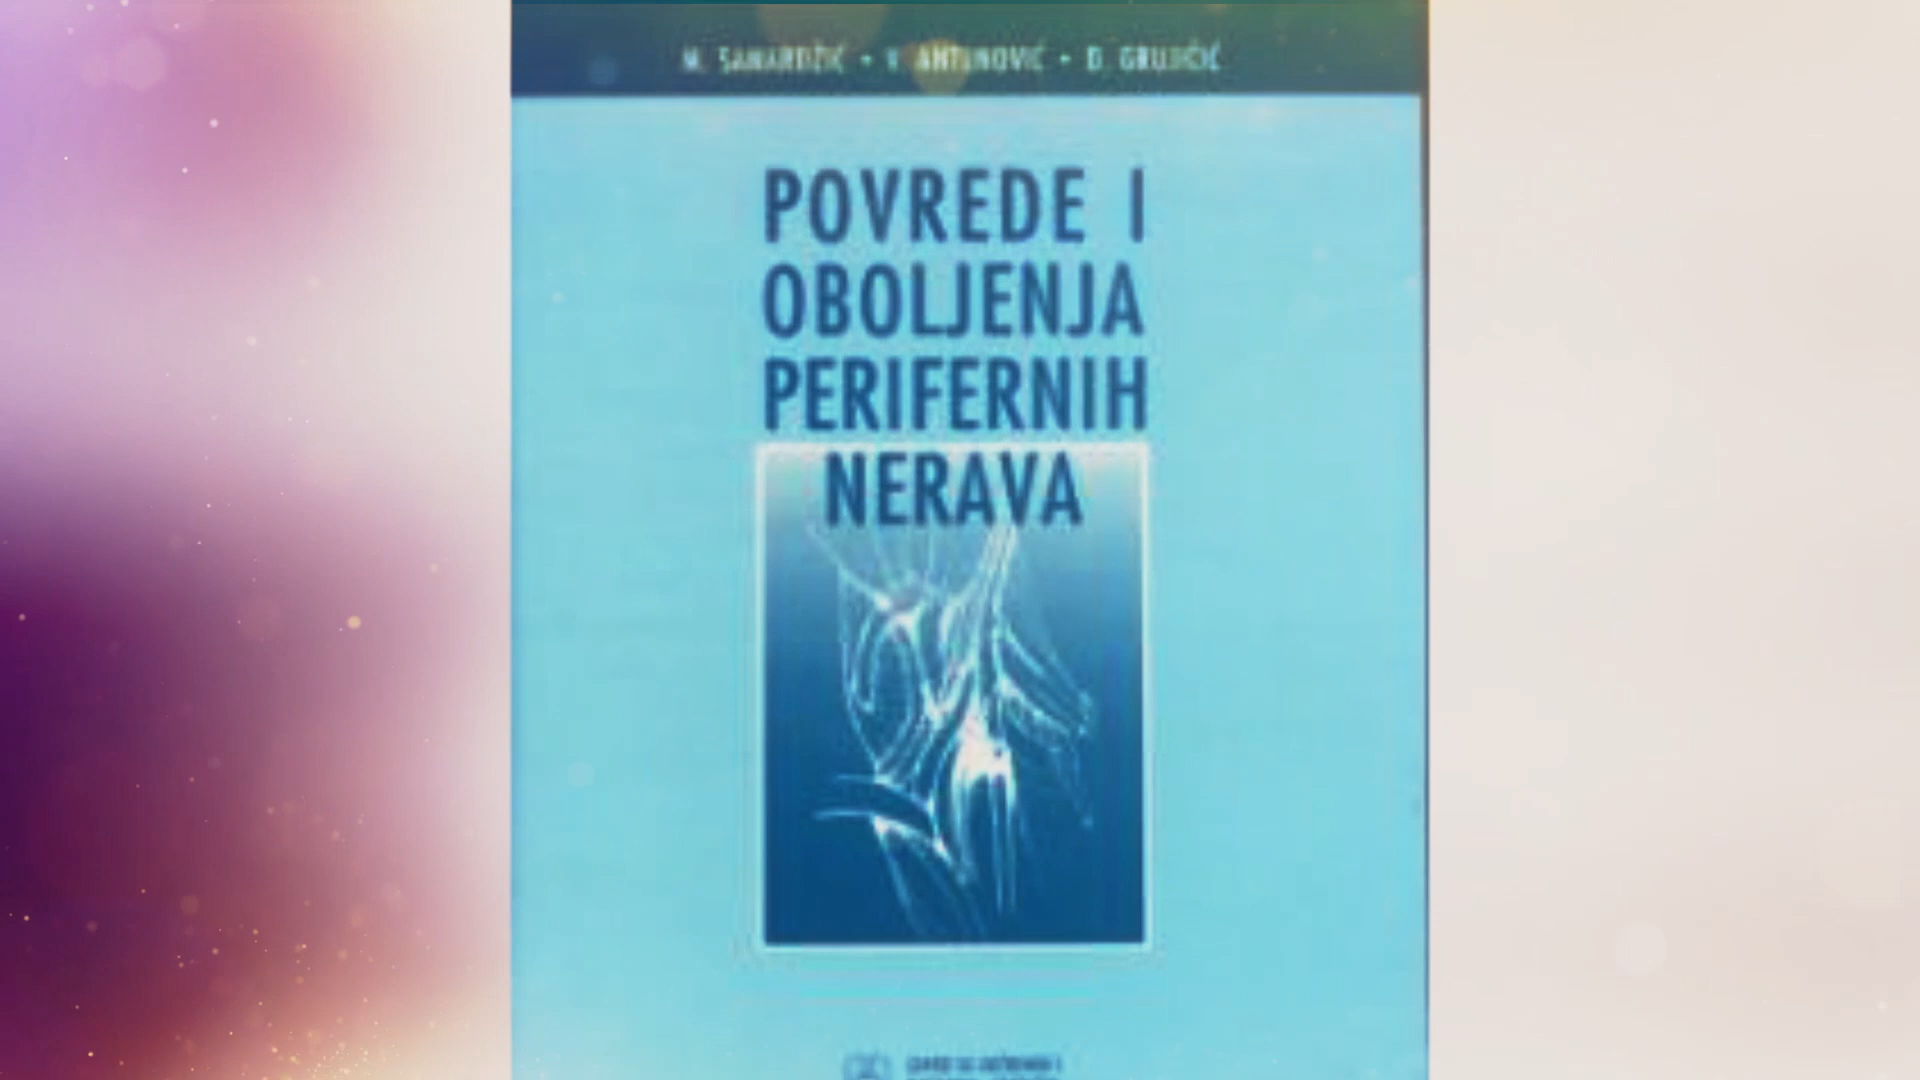 M. SAMARDŽIĆ • V. ANTUNOVIĆ • D. GRUJIČIĆ
POVREDE I
OBOLJENJA
PERIFERNIH
NERAVA